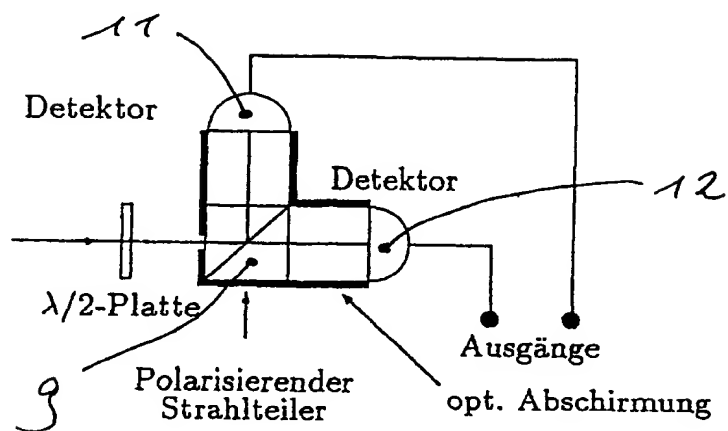 11
Detektor
Detektor
12
λ/2-Platte
Ausgänge
9
Polarisierender
Strahlteiler
opt. Abschirmung